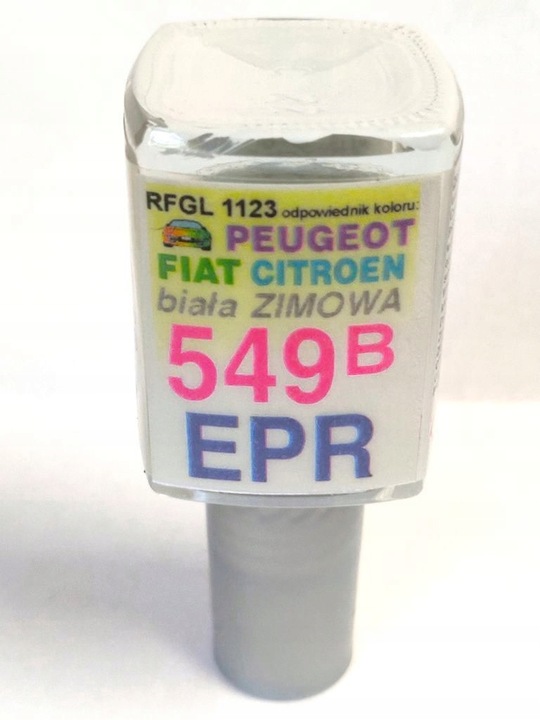 RFGL 1123 odpowiednik koloru:
PEUGEOT
FIAT CITROEN
biała ZIMOWA
549B
EPR